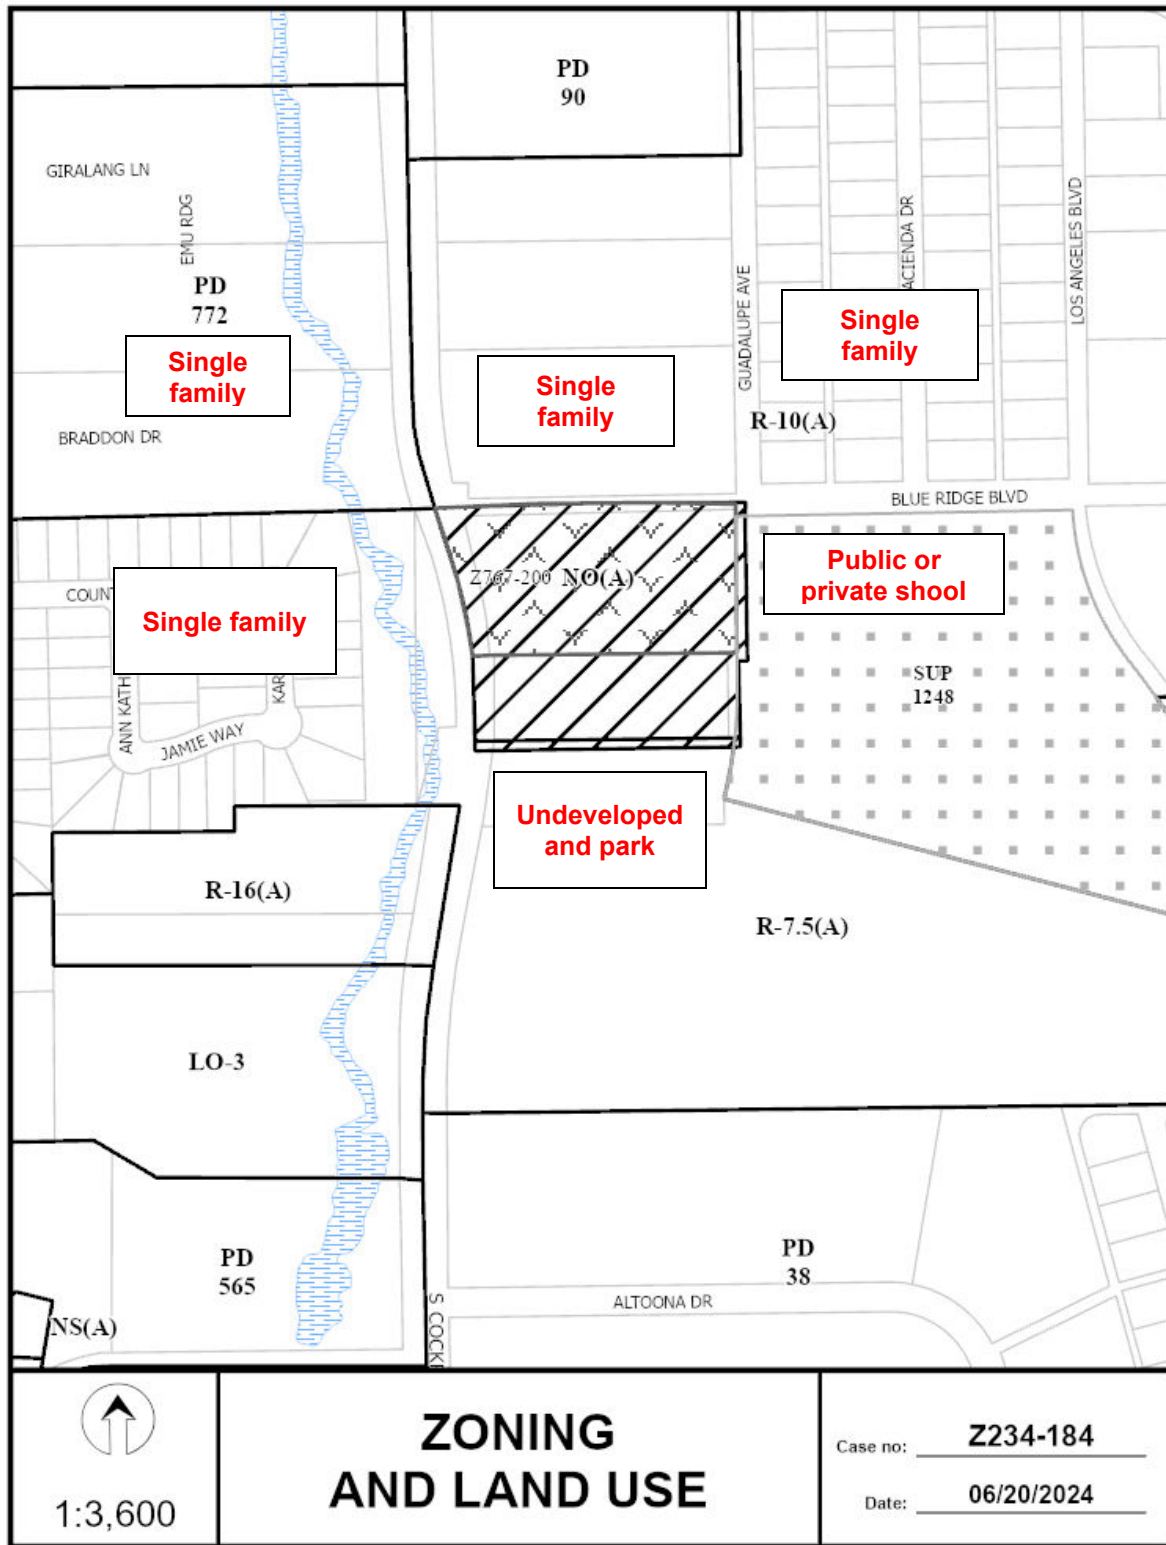 PD
90
GIRALANG LN
EMU RDG
PD
772
Single
family
BRADDON DR
Single
family
GUADALUPE AVE
ACIENDA DR
LOS ANGELES BLVD
Single
family
R-10(A)
BLUE RIDGE BLVD
Z767-200 NO(A)
Public or
private shool
SUP
1248
COUN
Single family
ANN KATH
KAR
JAMIE WAY
Undeveloped
and park
R-16(A)
R-7.5(A)
LO-3
PD
565
PD
38
NS(A)
S COCK
ALTOONA DR
1:3,600
ZONING
AND LAND USE
Case no: Z234-184
Date: 06/20/2024